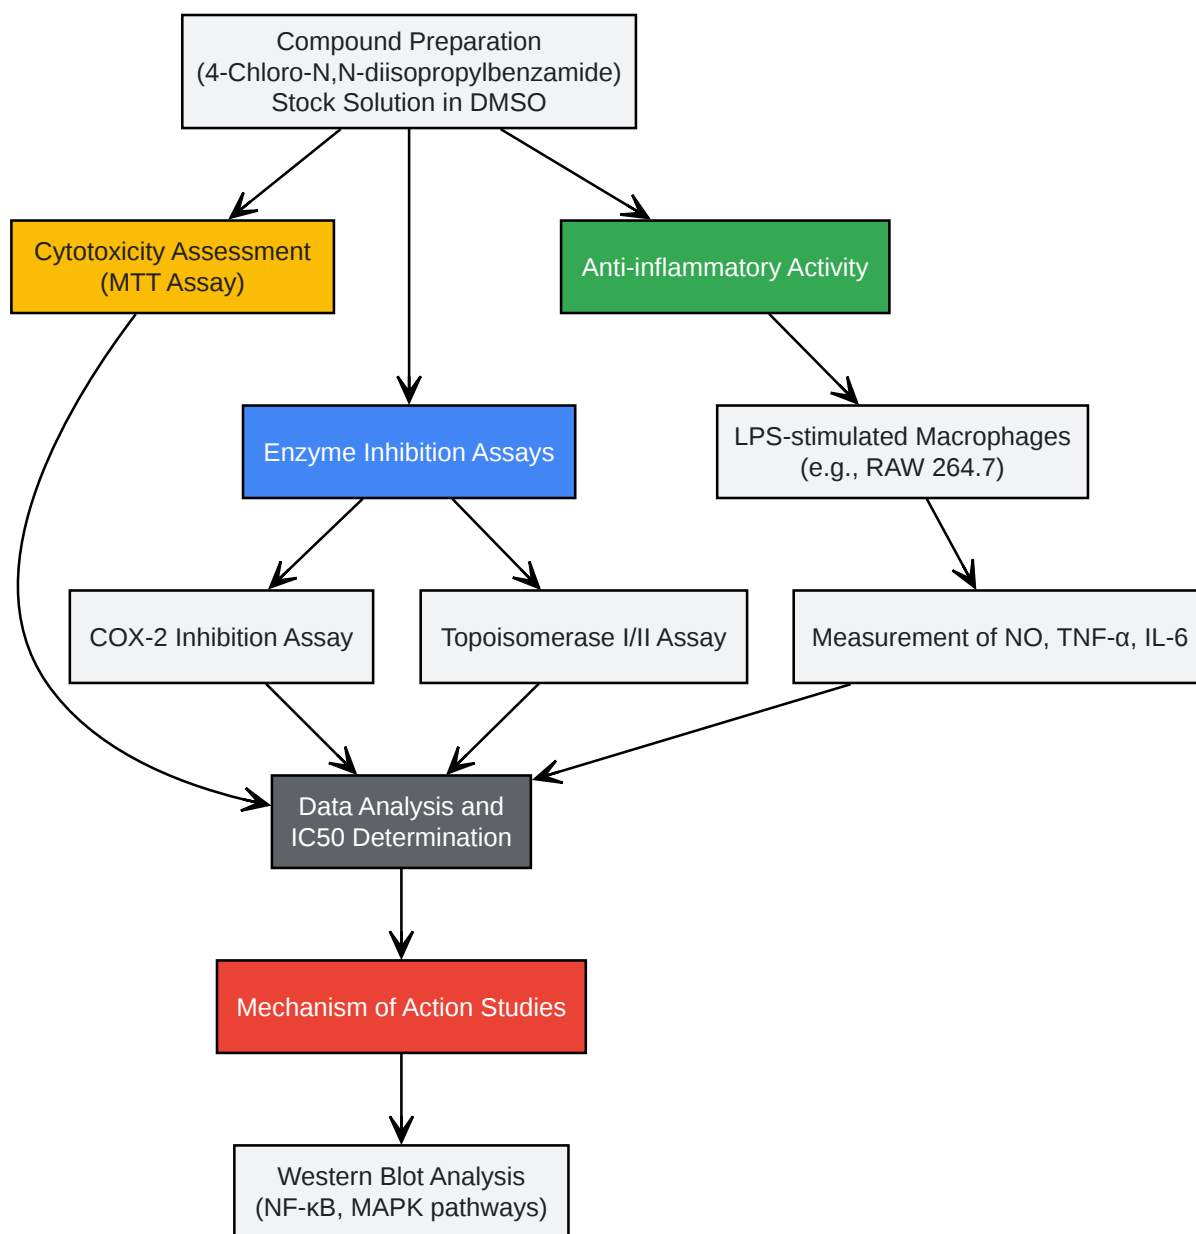 Compound Preparation
(4-Chloro-N,N-diisopropylbenzamide)
Stock Solution in DMSO
Cytotoxicity Assessment
(MTT Assay)
Anti-inflammatory Activity
Enzyme Inhibition Assays
LPS-stimulated Macrophages
(e.g., RAW 264.7)
COX-2 Inhibition Assay
Topoisomerase I/II Assay
Measurement of NO, TNF-α, IL-6
Data Analysis and
IC50 Determination
Mechanism of Action Studies
Western Blot Analysis
(NF-κB, MAPK pathways)